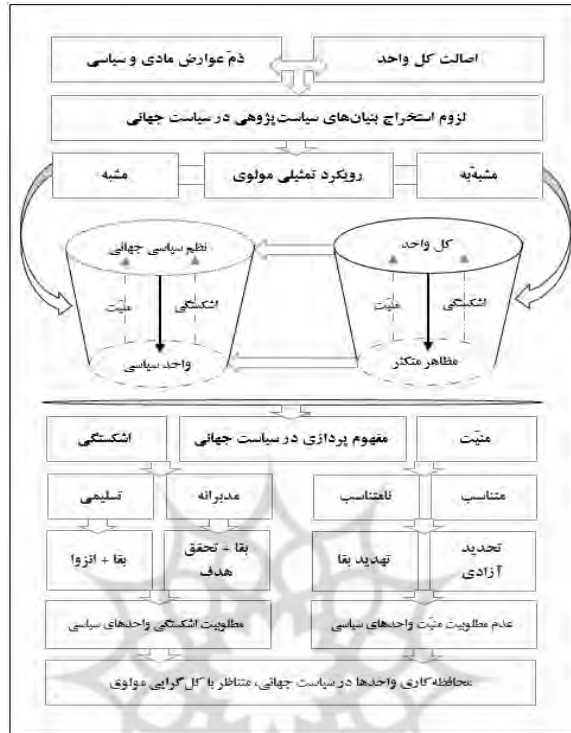 اصالت کل واحد
ذمّ عوارض مادی و سیاسی
لزوم استخراج بنیان‌های سیاست‌پژوهی در سیاست جهانی
مشبهٌ‌به
رویکرد تمثیلی مولوی
مشبه
کل واحد
نظم سیاسی جهانی
اشکستگی
منیّت
اشکستگی
منیّت
مظاهر متکثر
واحد سیاسی
منیّت
مفهوم پردازی در سیاست جهانی
اشکستگی
متناسب
نامتناسب
مدبرانه
تسلیمی
تحدید
آزادی
تهدید بقا
بقا + تحقق
هدف
بقا + انزوا
عدم مطلوبیت منیّت واحدهای سیاسی
مطلوبیت اشکستگی واحدهای سیاسی
محافظه‌کاری واحدها در سیاست جهانی، متناظر با کل‌گرایی مولوی